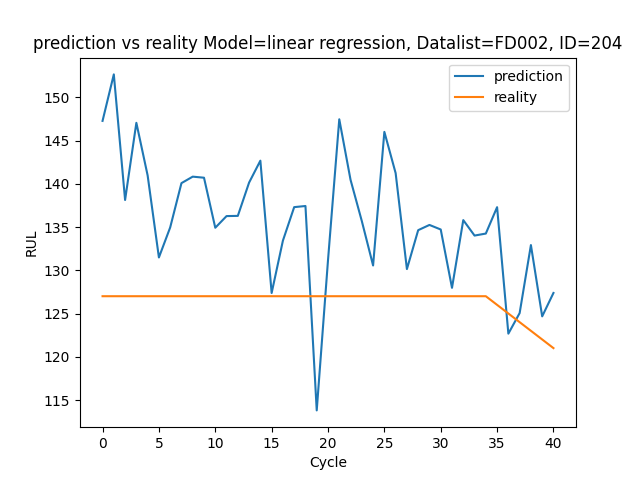 prediction vs reality Model=linear regression, Datalist=FD002, ID=204
prediction
reality
150
145
140
135
130
125
120
115
RUL
0 5 10 15 20 25 30 35 40
Cycle